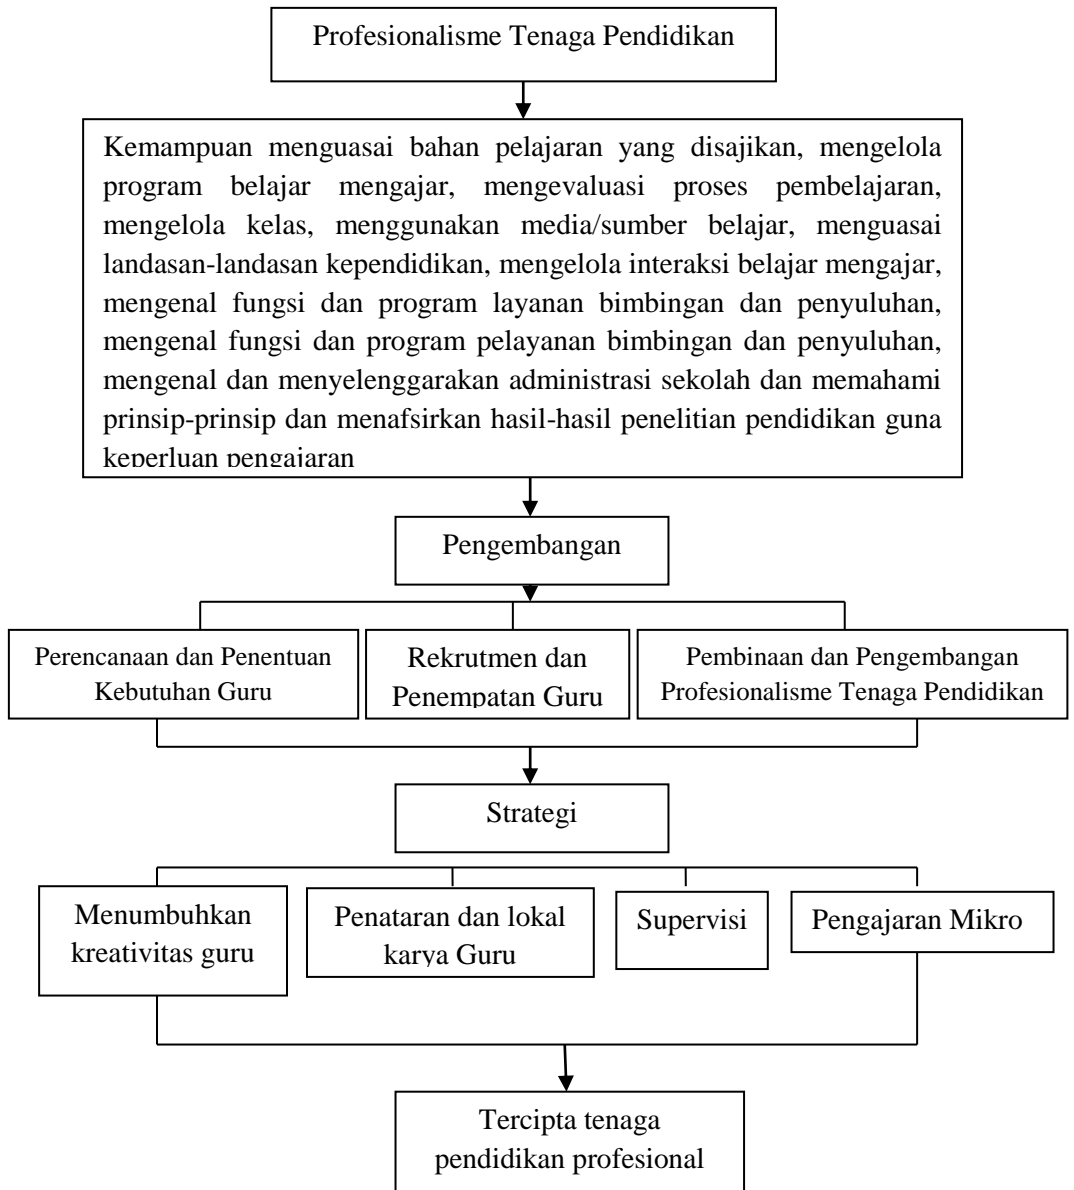 Profesionalisme Tenaga Pendidikan
Kemampuan menguasai bahan pelajaran yang disajikan, mengelola
program belajar mengajar, mengevaluasi proses pembelajaran,
mengelola kelas, menggunakan media/sumber belajar, menguasai
landasan-landasan kependidikan, mengelola interaksi belajar mengajar,
mengenal fungsi dan program layanan bimbingan dan penyuluhan,
mengenal fungsi dan program pelayanan bimbingan dan penyuluhan,
mengenal dan menyelenggarakan administrasi sekolah dan memahami
prinsip-prinsip dan menafsirkan hasil-hasil penelitian pendidikan guna
keperluan pengajaran
Pengembangan
Perencanaan dan Penentuan
Kebutuhan Guru
Rekrutmen dan
Penempatan Guru
Pembinaan dan Pengembangan
Profesionalisme Tenaga Pendidikan
Strategi
Menumbuhkan
kreativitas guru
Penataran dan lokal
karya Guru
Supervisi
Pengajaran Mikro
Tercipta tenaga
pendidikan profesional